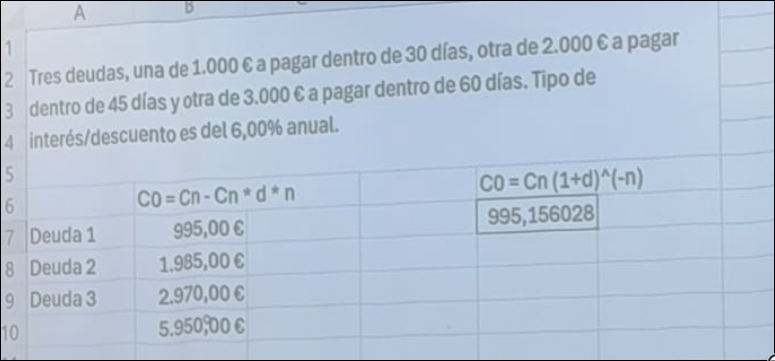 A B
1
2 Tres deudas, una de 1.000 € a pagar dentro de 30 días, otra de 2.000 € a pagar
3 dentro de 45 días y otra de 3.000 € a pagar dentro de 60 días. Tipo de
4 interés/descuento es del 6,00% anual.
5
6 C0 = Cn - Cn * d * n C0 = Cn (1+d)^(-n)
7 Deuda 1 995,00 € 995,156028
8 Deuda 2 1.985,00 €
9 Deuda 3 2.970,00 €
10 5.950,00 €